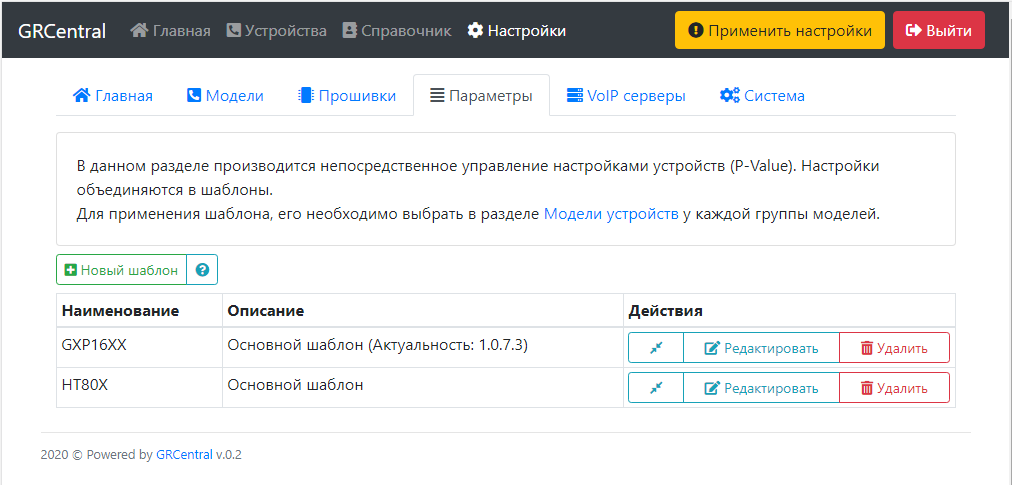 GRCentral Главная Устройства Справочник Настройки Применить настройки Выйти
Главная Модели Прошивки Параметры VoIP серверы Система
В данном разделе производится непосредственное управление настройками устройств (P-Value). Настройки
объединяются в шаблоны.
Для применения шаблона, его необходимо выбрать в разделе Модели устройств у каждой группы моделей.
Новый шаблон
Наименование Описание Действия
GXP16XX Основной шаблон (Актуальность: 1.0.7.3) Редактировать Удалить
HT80X Основной шаблон Редактировать Удалить
2020 © Powered by GRCentral v.0.2